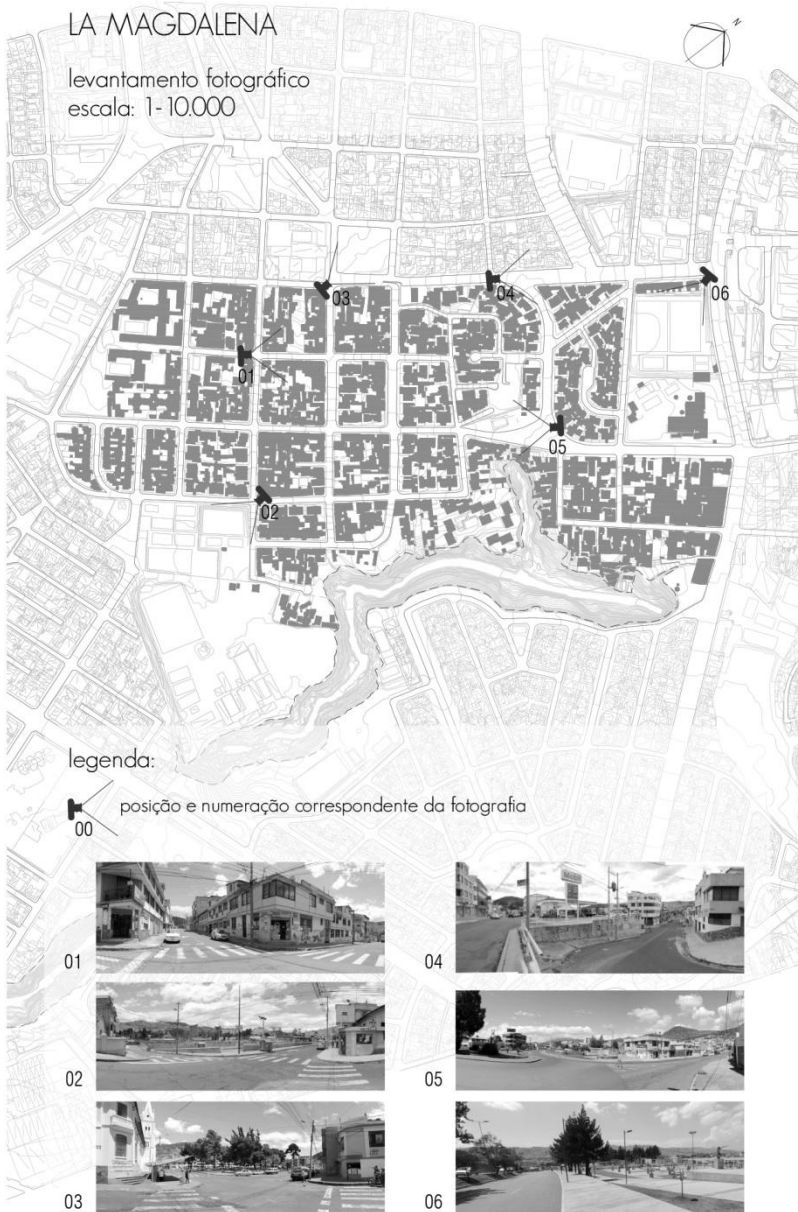 LA MAGDALENA
levantamento fotográfico
escala: 1-10.000
N
03
04
06
01
05
02
legenda:
00
posição e numeração correspondente da fotografia
01
04
02
05
03
06